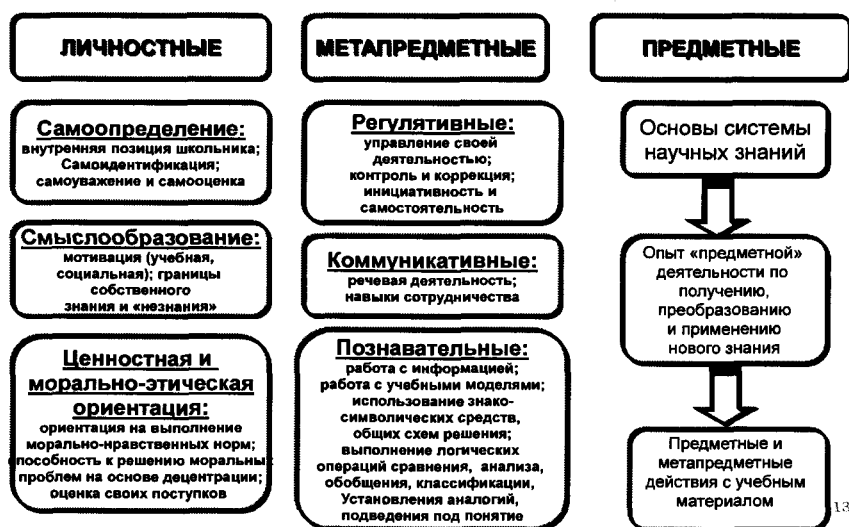 ЛИЧНОСТНЫЕ
Самоопределение:
внутренняя позиция школьника;
Самоидентификация;
самоуважение и самооценка
Смыслообразование:
мотивация (учебная,
социальная); границы
собственного
знания и «незнания»
Ценностная и
морально-этическая
ориентация:
ориентация на выполнение
морально-нравственных норм;
способность к решению моральных
проблем на основе децентрации;
оценка своих поступков
МЕТАПРЕДМЕТНЫЕ
Регулятивные:
управление своей
деятельностью;
контроль и коррекция;
инициативность и
самостоятельность
Коммуникативные:
речевая деятельность;
навыки сотрудничества
Познавательные:
работа с информацией;
работа с учебными моделями;
использование знако-
символических средств,
общих схем решения;
выполнение логических
операций сравнения, анализа,
обобщения, классификации,
Установления аналогий,
подведения под понятие
ПРЕДМЕТНЫЕ
Основы системы
научных знаний
Опыт «предметной»
деятельности по
получению,
преобразованию
и применению
нового знания
Предметные и
метапредметные
действия с учебным
материалом
13